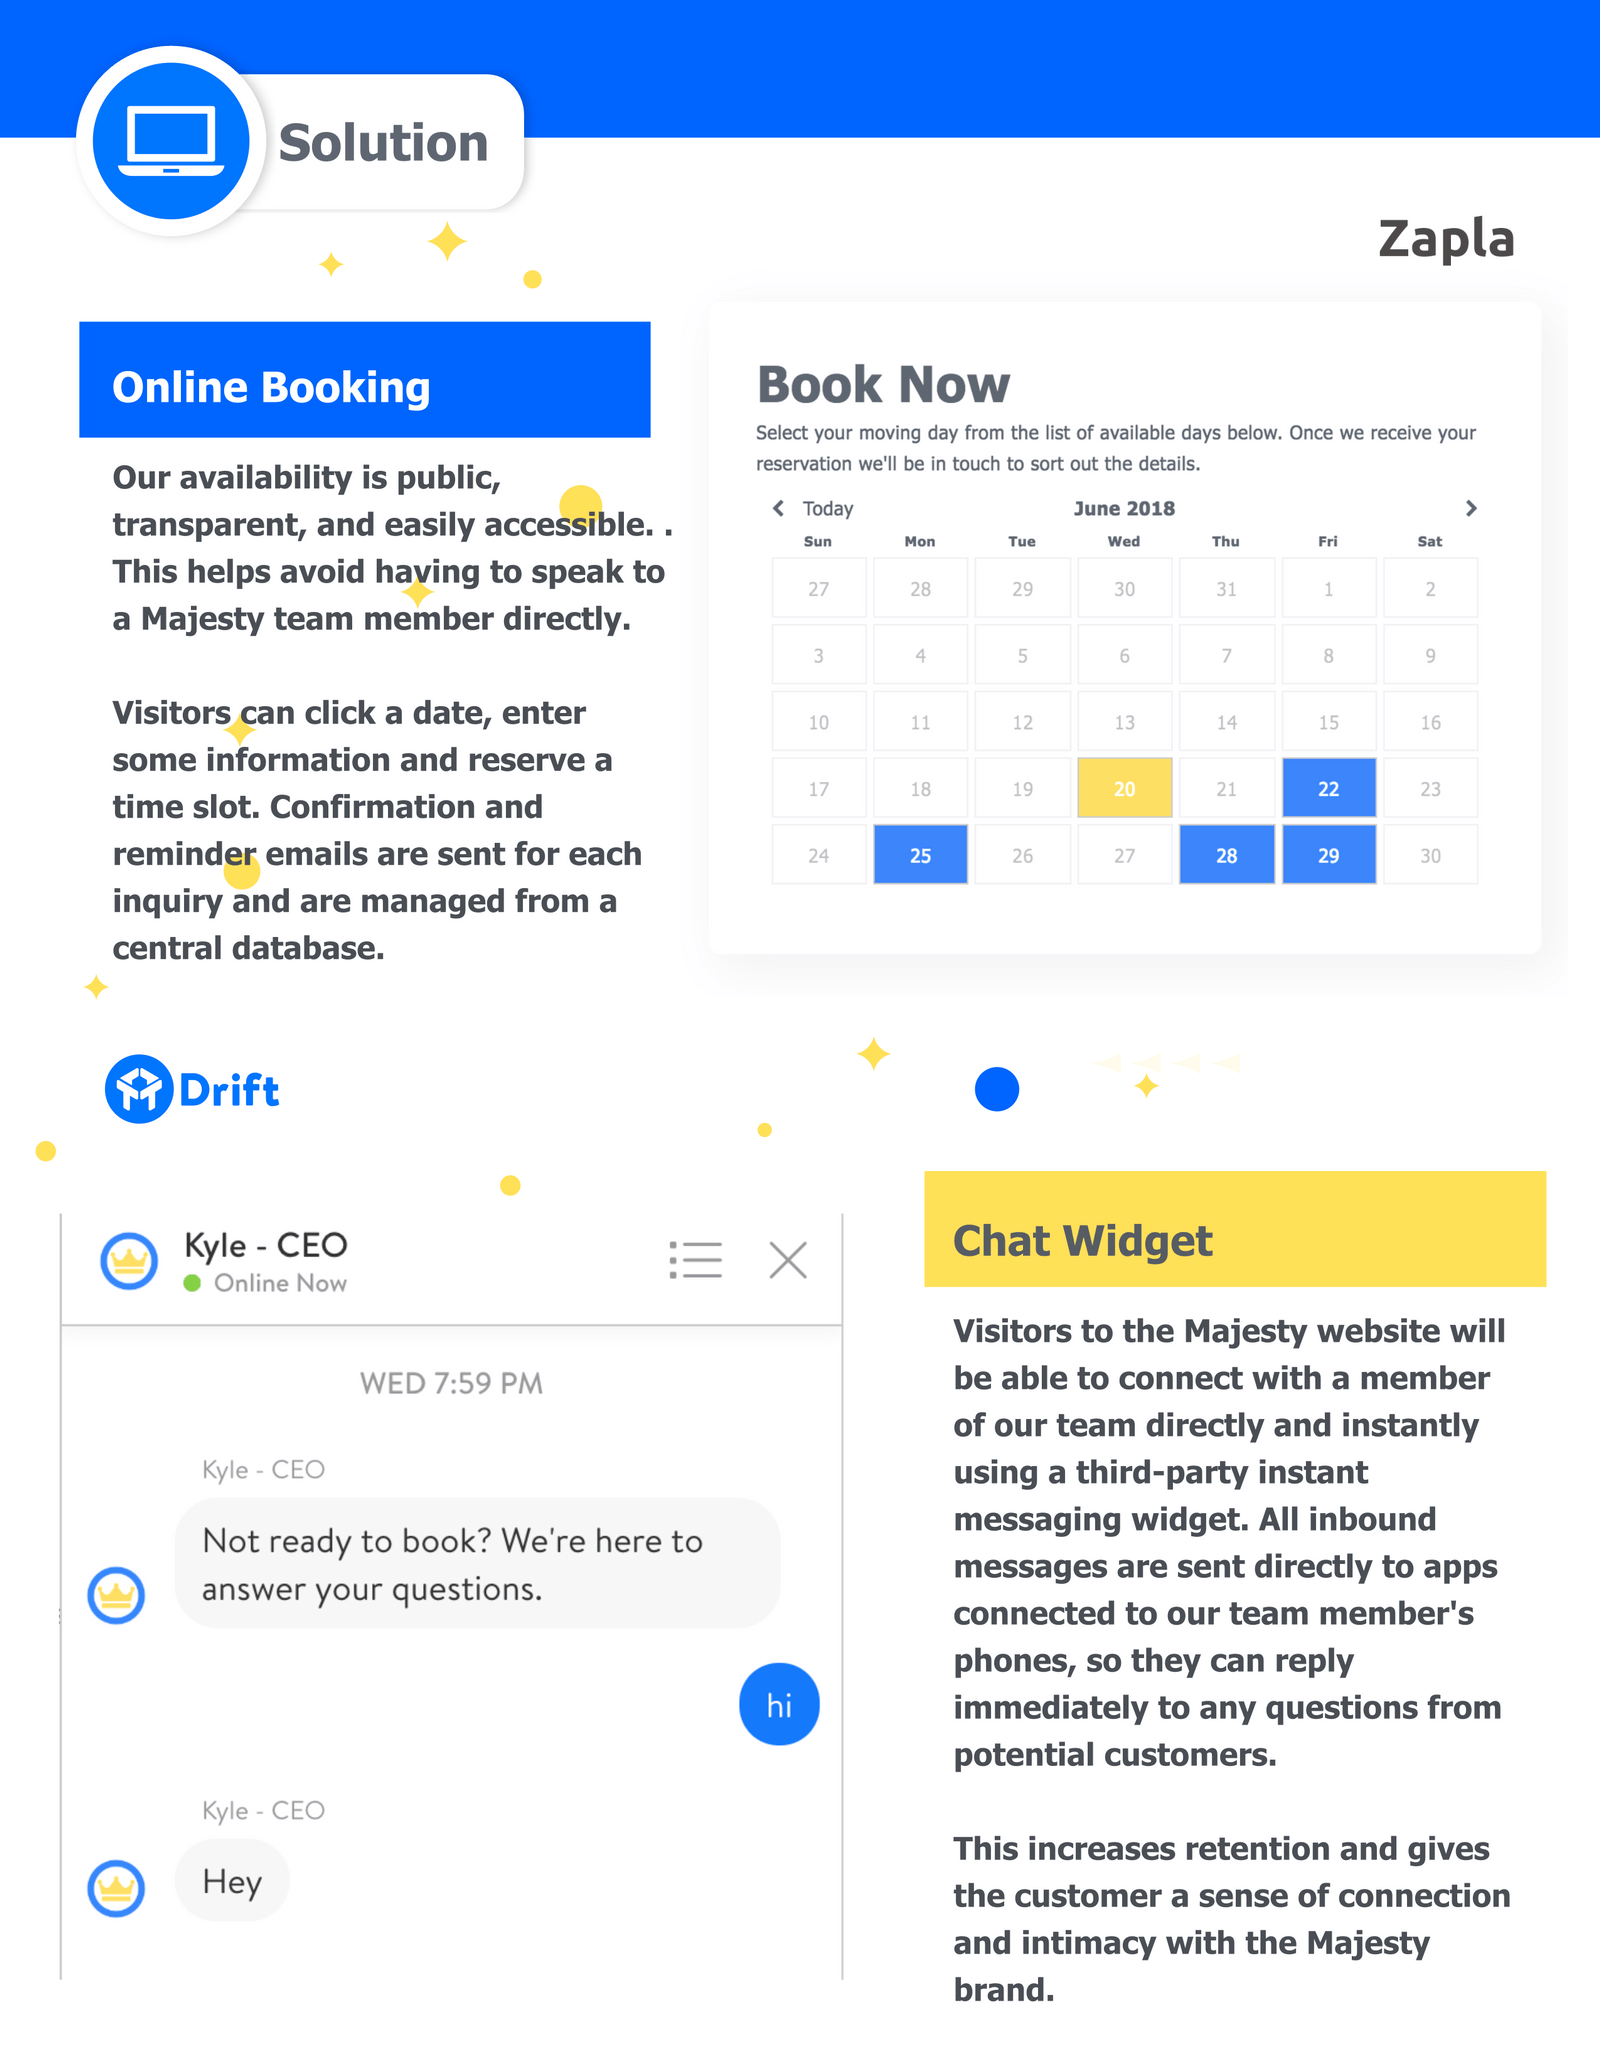 Solution
Zapla
Online Booking
Our availability is public,
transparent, and easily accessible. .
This helps avoid having to speak to
a Majesty team member directly.
Visitors can click a date, enter
some information and reserve a
time slot. Confirmation and
reminder emails are sent for each
inquiry and are managed from a
central database.
Book Now
Select your moving day from the list of available days below. Once we receive your
reservation we'll be in touch to sort out the details.
Today June 2018
Sun Mon Tue Wed Thu Fri Sat
27 28 29 30 31 1 2
3 4 5 6 7 8 9
10 11 12 13 14 15 16
17 18 19 20 21 22 23
24 25 26 27 28 29 30
Drift
Kyle - CEO
Online Now
WED 7:59 PM
Kyle - CEO
Not ready to book? We're here to
answer your questions.
hi
Kyle - CEO
Hey
Chat Widget
Visitors to the Majesty website will
be able to connect with a member
of our team directly and instantly
using a third-party instant
messaging widget. All inbound
messages are sent directly to apps
connected to our team member's
phones, so they can reply
immediately to any questions from
potential customers.
This increases retention and gives
the customer a sense of connection
and intimacy with the Majesty
brand.